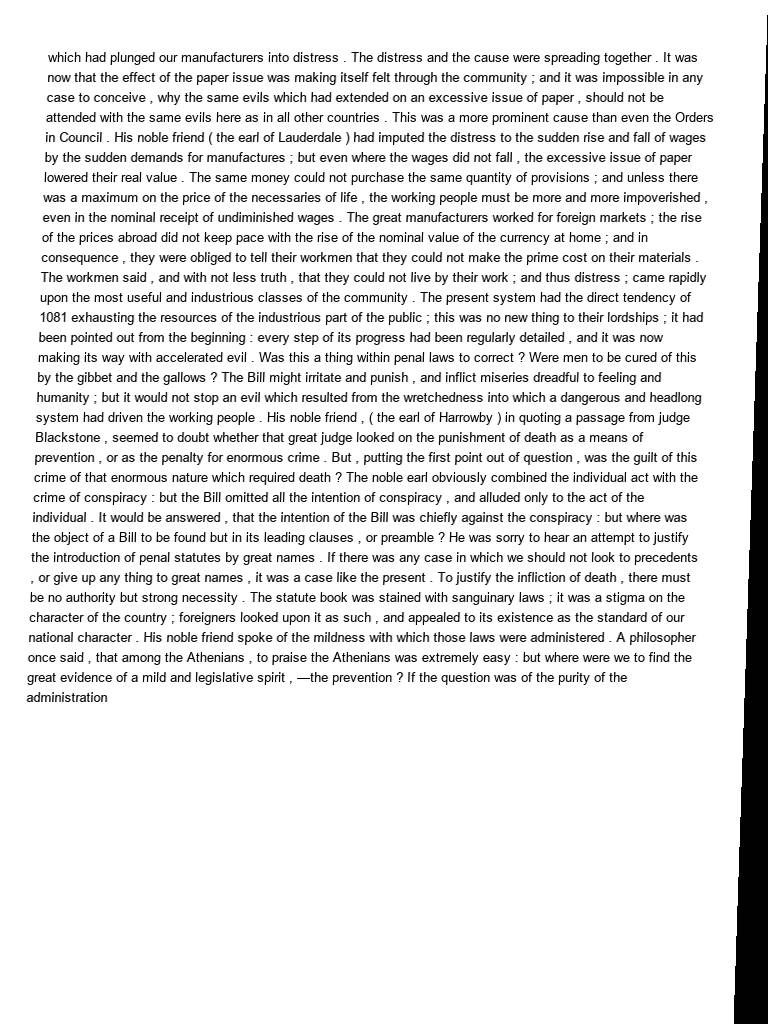 which had plunged our manufacturers into distress . The distress and the cause were spreading together . It was
now that the effect of the paper issue was making itself felt through the community ; and it was impossible in any
case to conceive , why the same evils which had extended on an excessive issue of paper , should not be
attended with the same evils here as in all other countries . This was a more prominent cause than even the Orders
in Council . His noble friend ( the earl of Lauderdale ) had imputed the distress to the sudden rise and fall of wages
by the sudden demands for manufactures ; but even where the wages did not fall , the excessive issue of paper
lowered their real value . The same money could not purchase the same quantity of provisions ; and unless there
was a maximum on the price of the necessaries of life , the working people must be more and more impoverished ,
even in the nominal receipt of undiminished wages . The great manufacturers worked for foreign markets ; the rise
of the prices abroad did not keep pace with the rise of the nominal value of the currency at home ; and in
consequence , they were obliged to tell their workmen that they could not make the prime cost on their materials .
The workmen said , and with not less truth , that they could not live by their work ; and thus distress ; came rapidly
upon the most useful and industrious classes of the community . The present system had the direct tendency of
1081 exhausting the resources of the industrious part of the public ; this was no new thing to their lordships ; it had
been pointed out from the beginning : every step of its progress had been regularly detailed , and it was now
making its way with accelerated evil . Was this a thing within penal laws to correct ? Were men to be cured of this
by the gibbet and the gallows ? The Bill might irritate and punish , and inflict miseries dreadful to feeling and
humanity ; but it would not stop an evil which resulted from the wretchedness into which a dangerous and headlong
system had driven the working people . His noble friend , ( the earl of Harrowby ) in quoting a passage from judge
Blackstone , seemed to doubt whether that great judge looked on the punishment of death as a means of
prevention , or as the penalty for enormous crime . But , putting the first point out of question , was the guilt of this
crime of that enormous nature which required death ? The noble earl obviously combined the individual act with the
crime of conspiracy : but the Bill omitted all the intention of conspiracy , and alluded only to the act of the
individual . It would be answered , that the intention of the Bill was chiefly against the conspiracy : but where was
the object of a Bill to be found but in its leading clauses , or preamble ? He was sorry to hear an attempt to justify
the introduction of penal statutes by great names . If there was any case in which we should not look to precedents
, or give up any thing to great names , it was a case like the present . To justify the infliction of death , there must
be no authority but strong necessity . The statute book was stained with sanguinary laws ; it was a stigma on the
character of the country ; foreigners looked upon it as such , and appealed to its existence as the standard of our
national character . His noble friend spoke of the mildness with which those laws were administered . A philosopher
once said , that among the Athenians , to praise the Athenians was extremely easy : but where were we to find the
great evidence of a mild and legislative spirit , —the prevention ? If the question was of the purity of the
administration